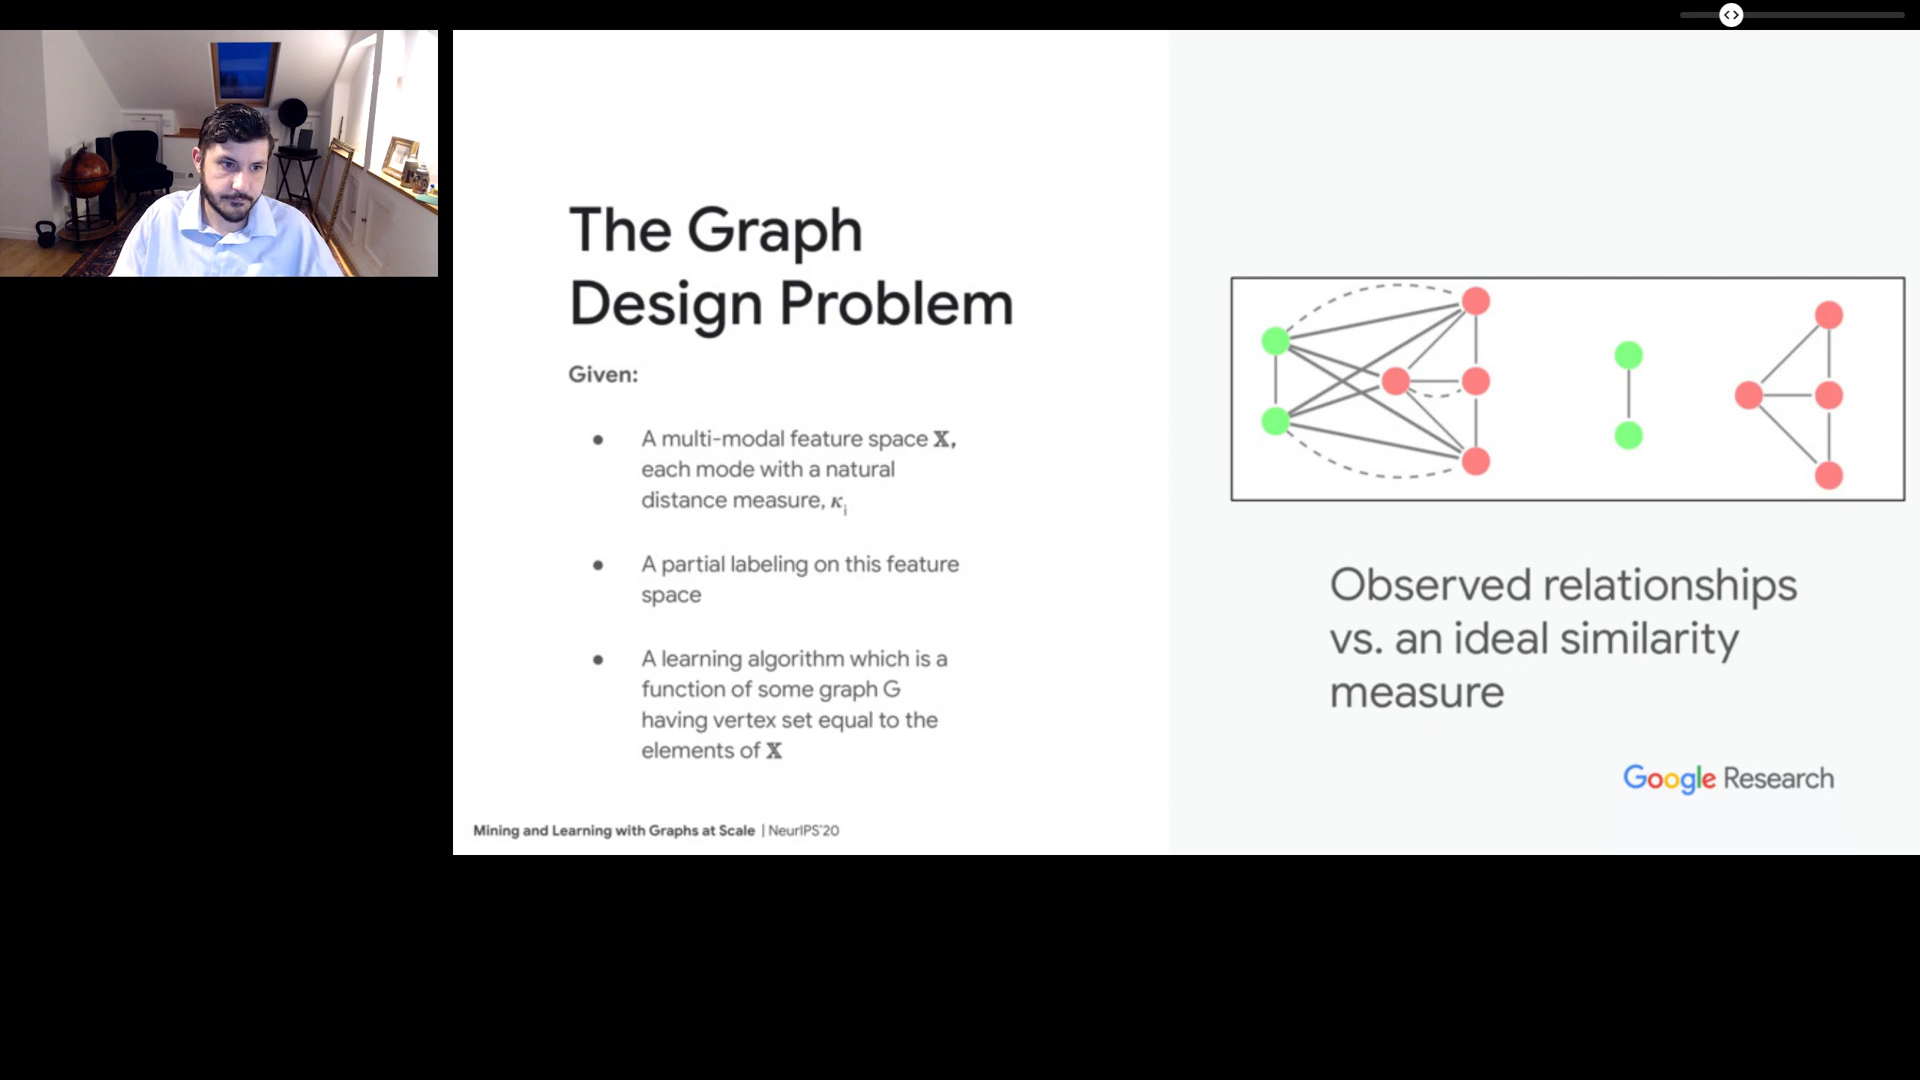 The Graph
Design Problem
Given:
● A multi-modal feature space 𝕏,
each mode with a natural
distance measure, κi
● A partial labeling on this feature
space
● A learning algorithm which is a
function of some graph G
having vertex set equal to the
elements of 𝕏
Observed relationships
vs. an ideal similarity
measure
Google Research
Mining and Learning with Graphs at Scale | NeurIPS'20